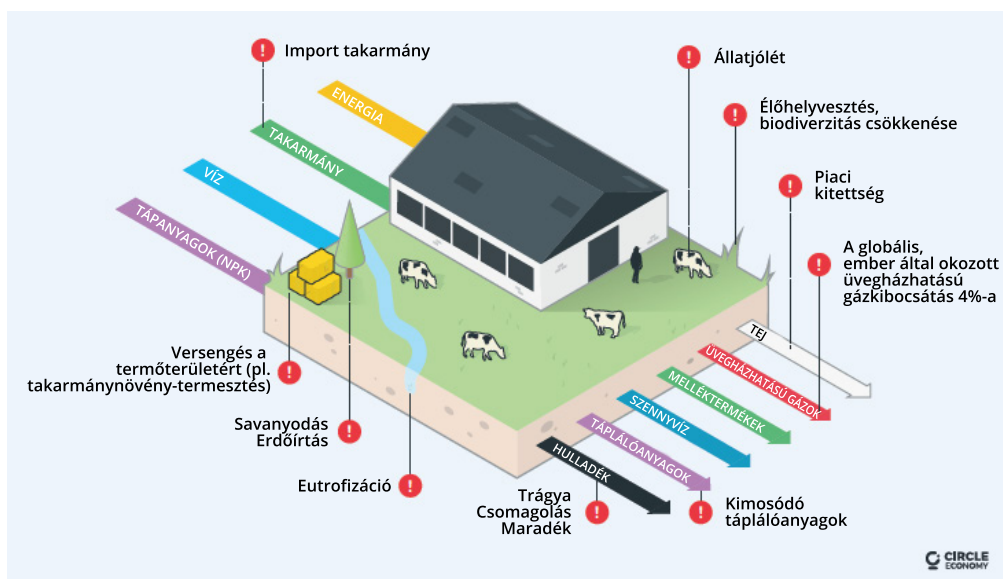 Import takarmány
Állatjólét
ENERGIA
Élőhelyvesztés,
biodiverzitás csökkenése
TAKARMÁNY
VÍZ
Piaci
kitettség
TÁPANYAGOK (NPK)
A globális,
ember által okozott
üvegházhatású
gázkibocsátás 4%-a
TEJ
ÜVEGHÁZHATÁSÚ GÁZOK
MELLÉKTERMÉKEK
SZENNYVÍZ
TÁPLÁLÓANYAGOK
HULLADÉK
Versengés a
termőterületért (pl.
takarmánynövény-termesztés)
Savanyodás
Erdőírtás
Eutrofizáció
Trágya
Csomagolás
Maradék
Kimosódó
táplálóanyagok
CIRCLE
ECONOMY